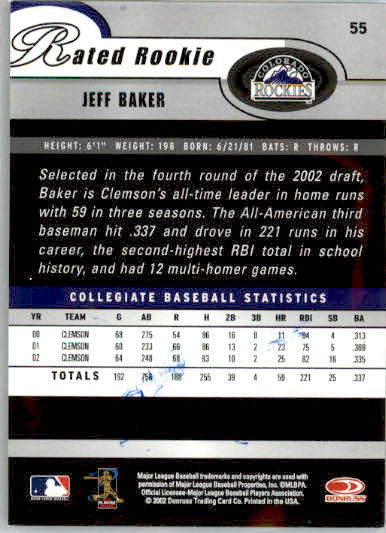 55
Rated Rookie
COLORADO
ROCKIES
JEFF BAKER
HEIGHT: 6'1" WEIGHT: 198 BORN: 6/21/81 BATS: R THROWS: R
Selected in the fourth round of the 2002 draft,
Baker is Clemson's all-time leader in home runs
with 59 in three seasons. The All-American third
baseman hit .337 and drove in 221 runs in his
career, the second-highest RBI total in school
history, and had 12 multi-homer games.
COLLEGIATE BASEBALL STATISTICS
YR TEAM G AB R H 2B 3B HR RBI SB BA
00 CLEMSON 68 275 54 86 16 0 11 64 4 .313
01 CLEMSON 60 233 66 86 13 2 23 75 5 .369
02 CLEMSON 64 248 68 83 10 2 25 82 16 .335
TOTALS 192 756 188 255 39 4 59 221 25 .337
Major League Baseball trademarks and copyrights are used with
permission of Major League Baseball Properties, Inc. ©MLBPA.
Official Licensee-Major League Baseball Players Association.
© 2002 Donruss Trading Card Co. Printed in the USA.
DONRUSS